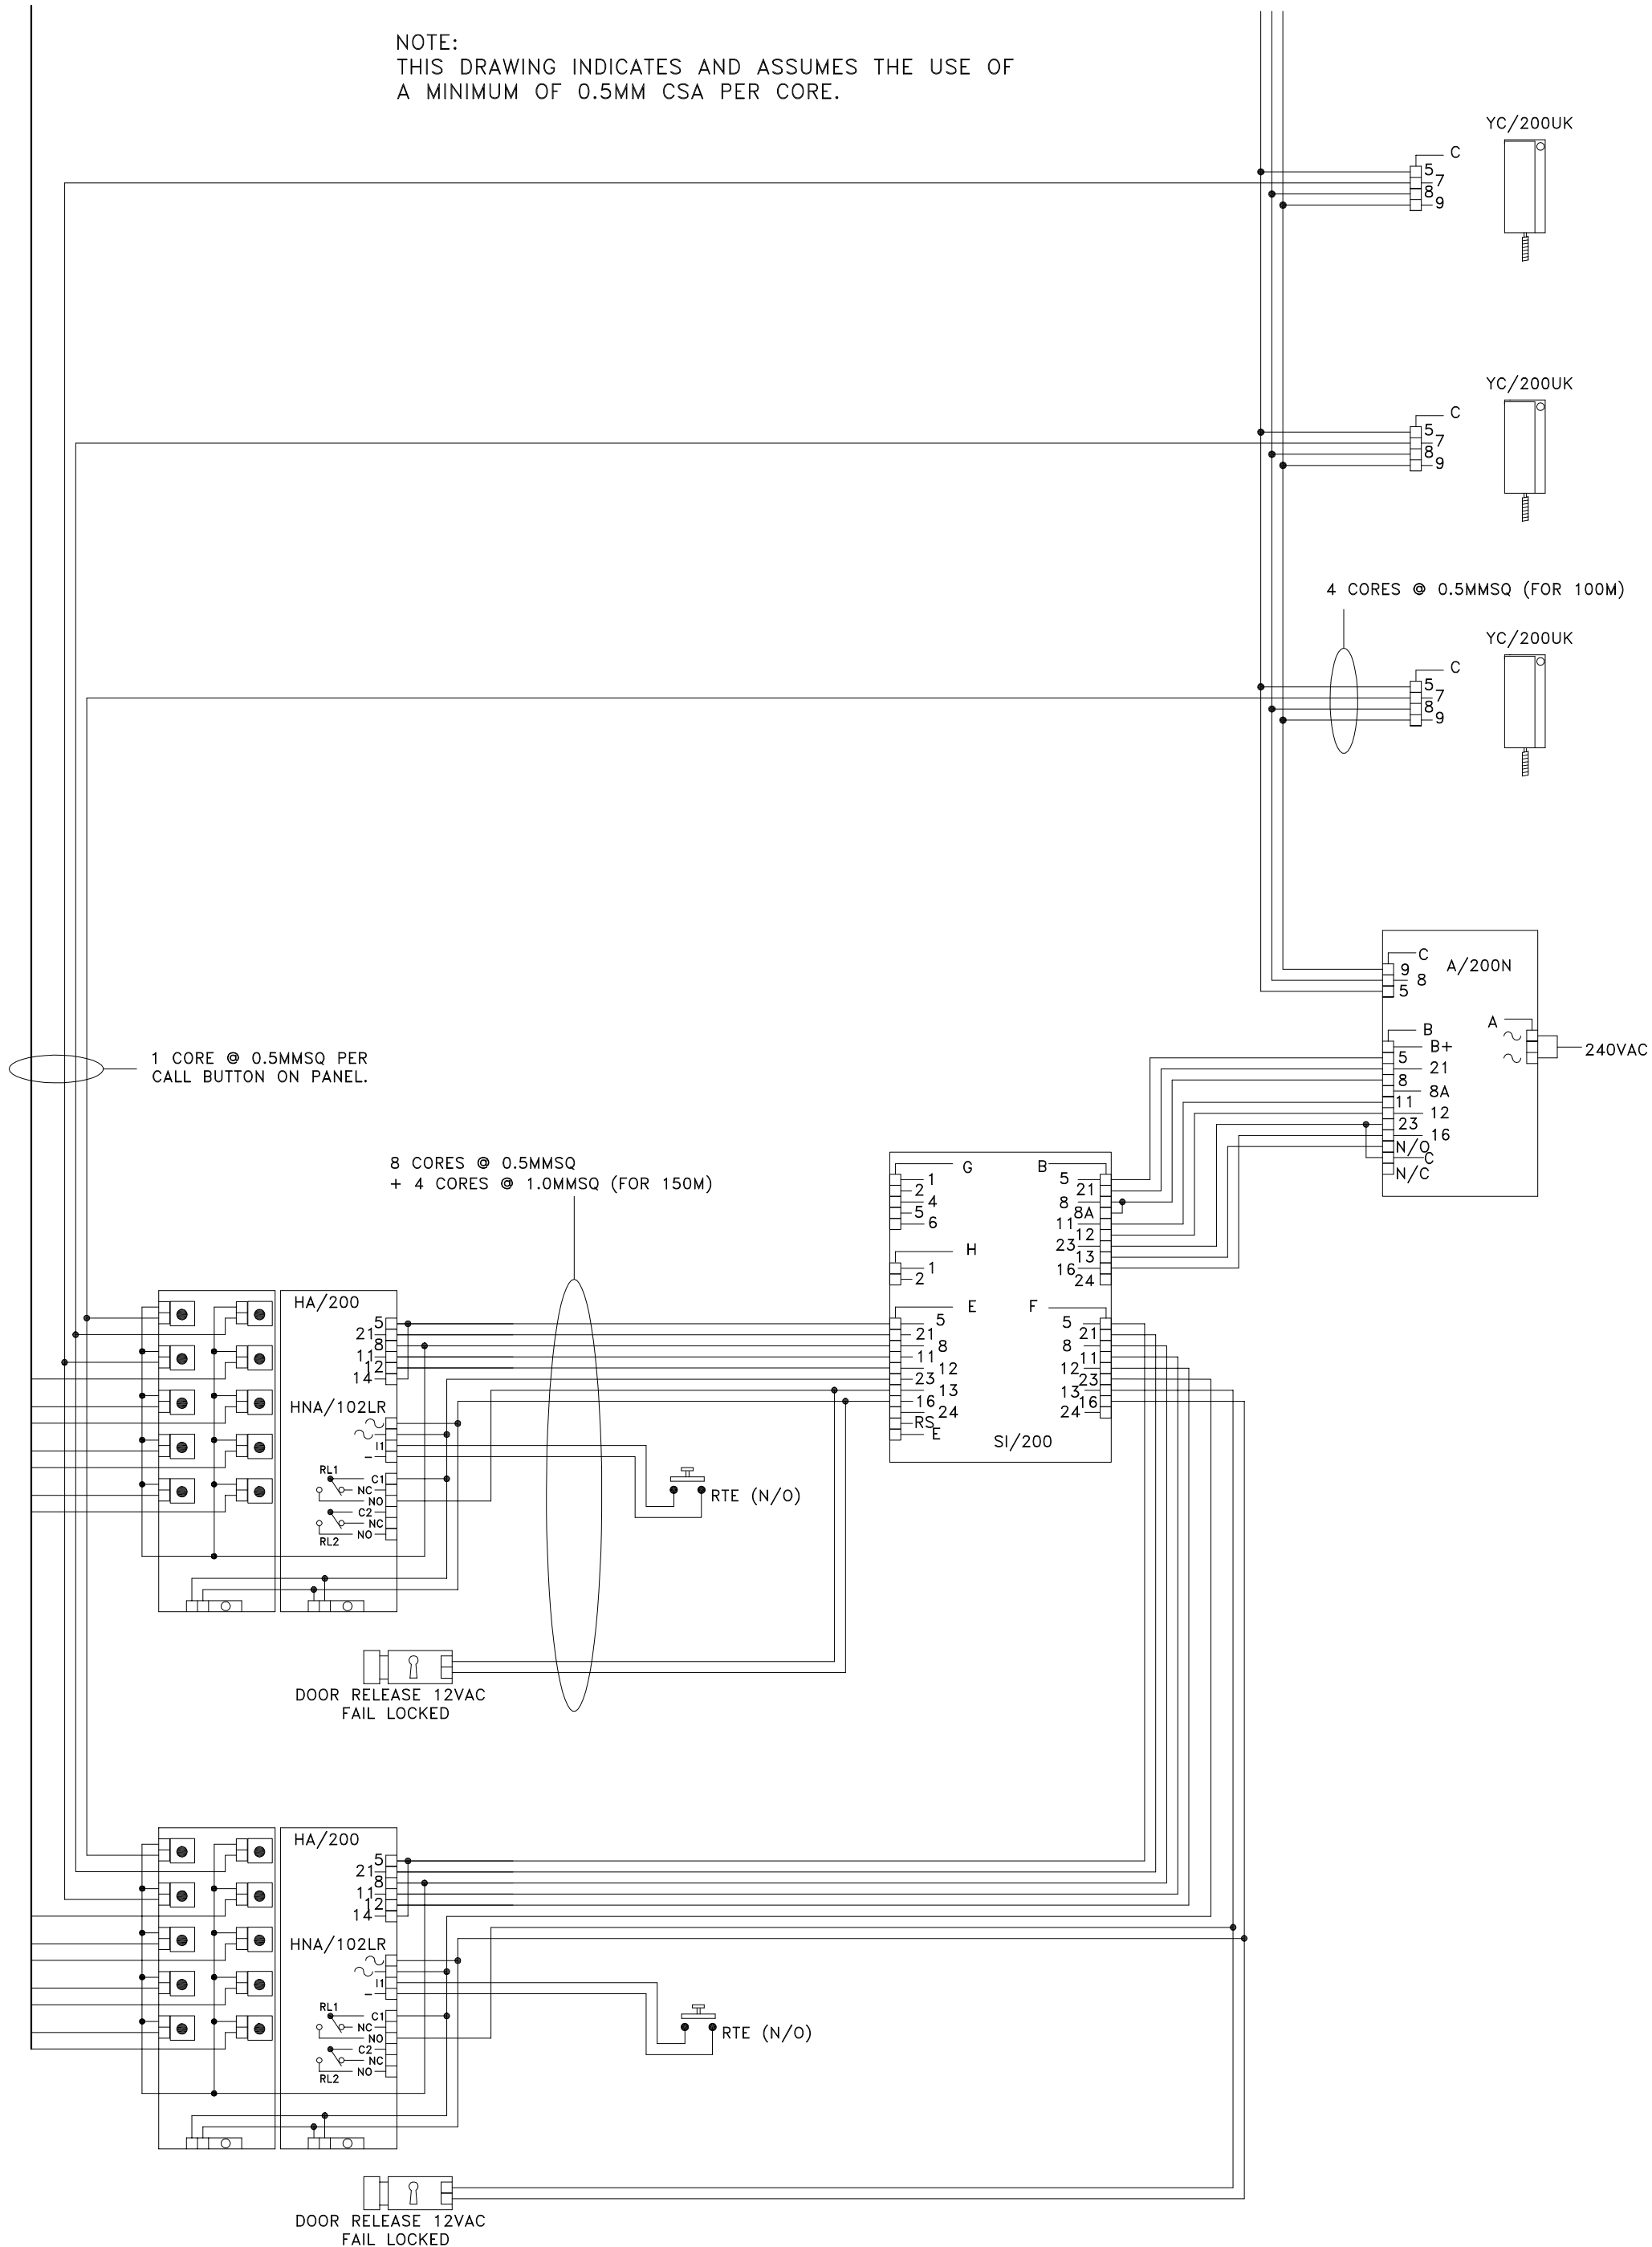 NOTE:
THIS DRAWING INDICATES AND ASSUMES THE USE OF
A MINIMUM OF 0.5MM CSA PER CORE.
YC/200UK
C
5
7
8
9
YC/200UK
C
5
7
8
9
4 CORES @ 0.5MMSQ (FOR 100M)
YC/200UK
C
5
7
8
9
A/200N
C
9
8
5
A
240VAC
B
B+
5
21
8
8A
11
12
23
16
N/O
C
N/C
1 CORE @ 0.5MMSQ PER
CALL BUTTON ON PANEL.
8 CORES @ 0.5MMSQ
+ 4 CORES @ 1.0MMSQ (FOR 150M)
G
1
2
4
5
6
H
1
2
E
5
21
8
11
12
23
13
16
24
RS
E
B
5
21
8
8A
11
12
23
13
16
24
F
5
21
8
11
12
23
13
16
24
SI/200
HA/200
5
21
8
11
12
14
HNA/102LR
I1
–
RL1
C1
NC
NO
C2
NC
NO
RL2
RTE (N/O)
DOOR RELEASE 12VAC
FAIL LOCKED
HA/200
5
21
8
11
12
14
HNA/102LR
I1
–
RL1
C1
NC
NO
C2
NC
NO
RL2
RTE (N/O)
DOOR RELEASE 12VAC
FAIL LOCKED